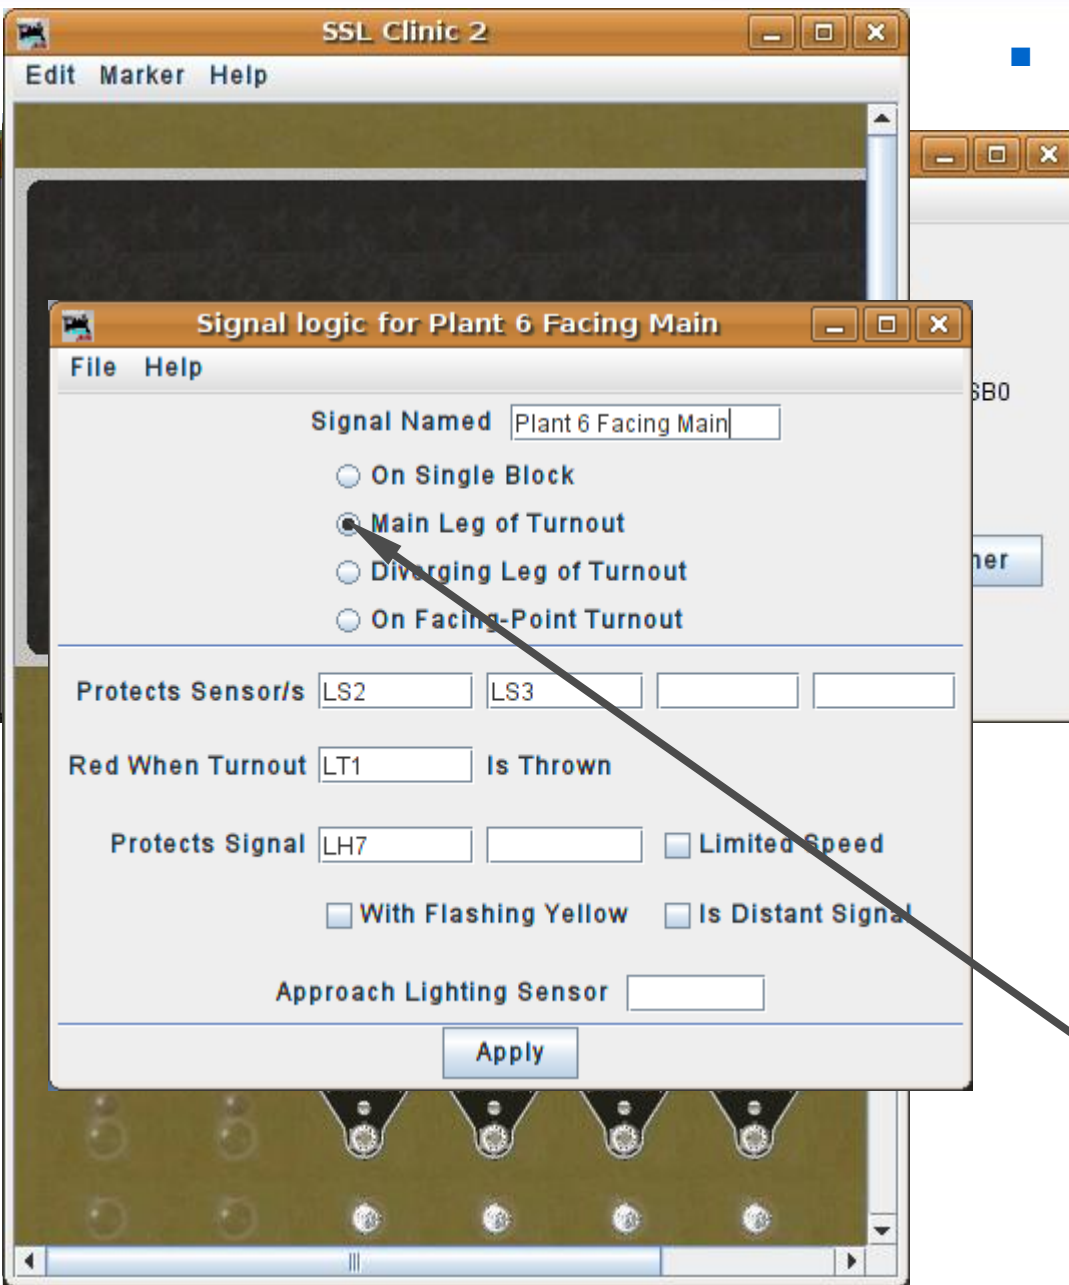 SSL Clinic 2
Edit Marker Help
Signal logic for Plant 6 Facing Main
File Help
SB0
Signal Named Plant 6 Facing Main
On Single Block
Main Leg of Turnout
Diverging Leg of Turnout
her
On Facing-Point Turnout
Protects Sensor/s LS2 LS3
Red When Turnout LT1 Is Thrown
Protects Signal LH7 Limited Speed
With Flashing Yellow Is Distant Signal
Approach Lighting Sensor
Apply